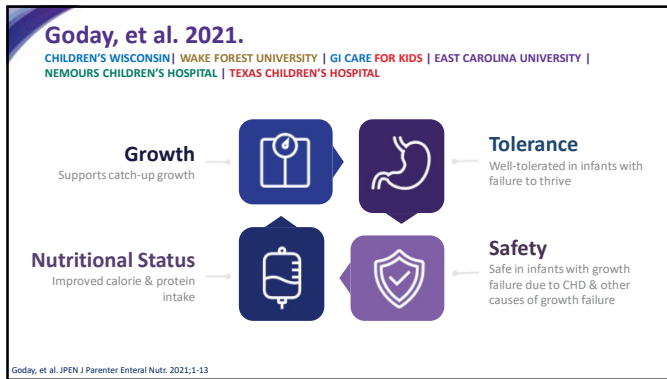 Goday, et al. 2021.
CHILDREN'S WISCONSIN| WAKE FOREST UNIVERSITY | GI CARE FOR KIDS | EAST CAROLINA UNIVERSITY |
NEMOURS CHILDREN'S HOSPITAL | TEXAS CHILDREN'S HOSPITAL
Growth
Supports catch-up growth
Tolerance
Well-tolerated in infants with
failure to thrive
Nutritional Status
Improved calorie & protein
intake
Safety
Safe in infants with growth
failure due to CHD & other
causes of growth failure
Goday, et al. JPEN J Parenter Enteral Nutr. 2021;1-13